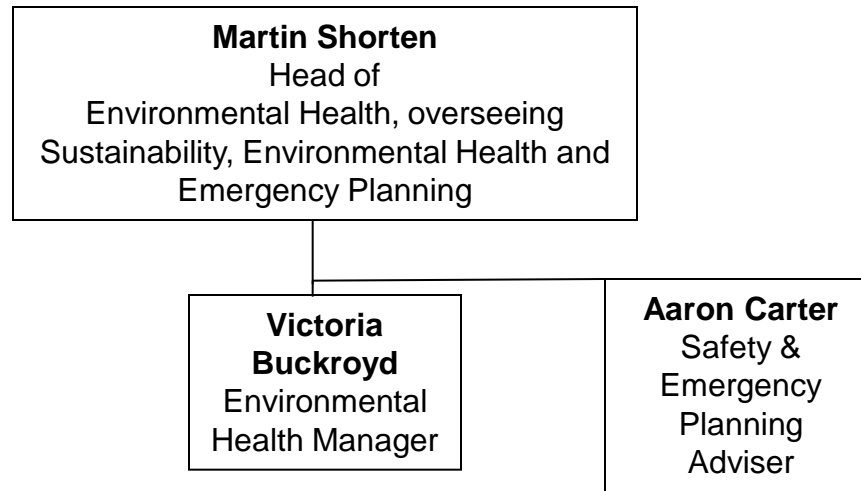 Martin Shorten
Head of
Environmental Health, overseeing
Sustainability, Environmental Health and
Emergency Planning
Victoria
Buckroyd
Environmental
Health Manager
Aaron Carter
Safety &
Emergency
Planning
Adviser